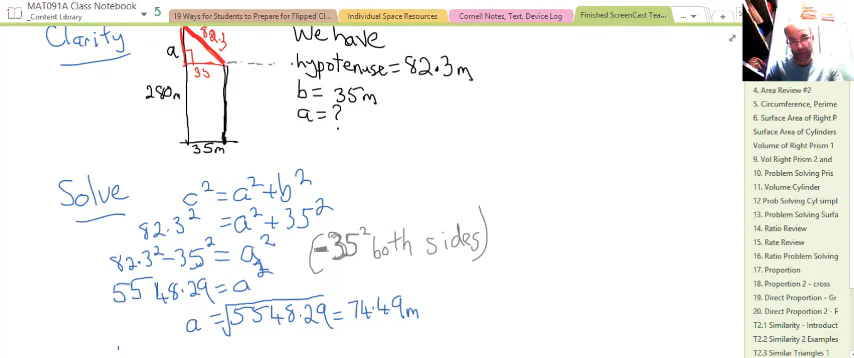 MAT091A Class Notebook
Content Library
5
19 Ways for Students to Prepare for Flipped Cl
Individual Space Resources
Cornell Notes, Text, Device Log
Finished ScreenCast Tea...
...
Clarity
82.3
a
35
280m
35m
We have
hypotenuse = 82.3m
b = 35m
a = ?
Solve
c² = a² + b²
82.3² = a² + 35²
82.3² - 35² = a²
(-35² both sides)
5548.29 = a²
a = √5548.29 = 74.49m
4. Area Review #2
5. Circumference, Perime
6. Surface Area of Right P
Surface Area of Cylinders
Volume of Right Prism 1
9. Vol Right Prism 2 and
10. Problem Solving Pris
11. Volume Cylinder
12 Prob Solving Cyl simpl
13. Problem Solving Surfa
14. Ratio Review
15. Rate Review
16. Ratio Problem Solving
17. Proportion
18. Proportion 2 - cross
19. Direct Proportion - Gr
20. Direct Proportion 2 - F
T2.1 Similarity - Introduct
T2.2 Similarity 2 Examples
T2.3 Similar Triangles 1